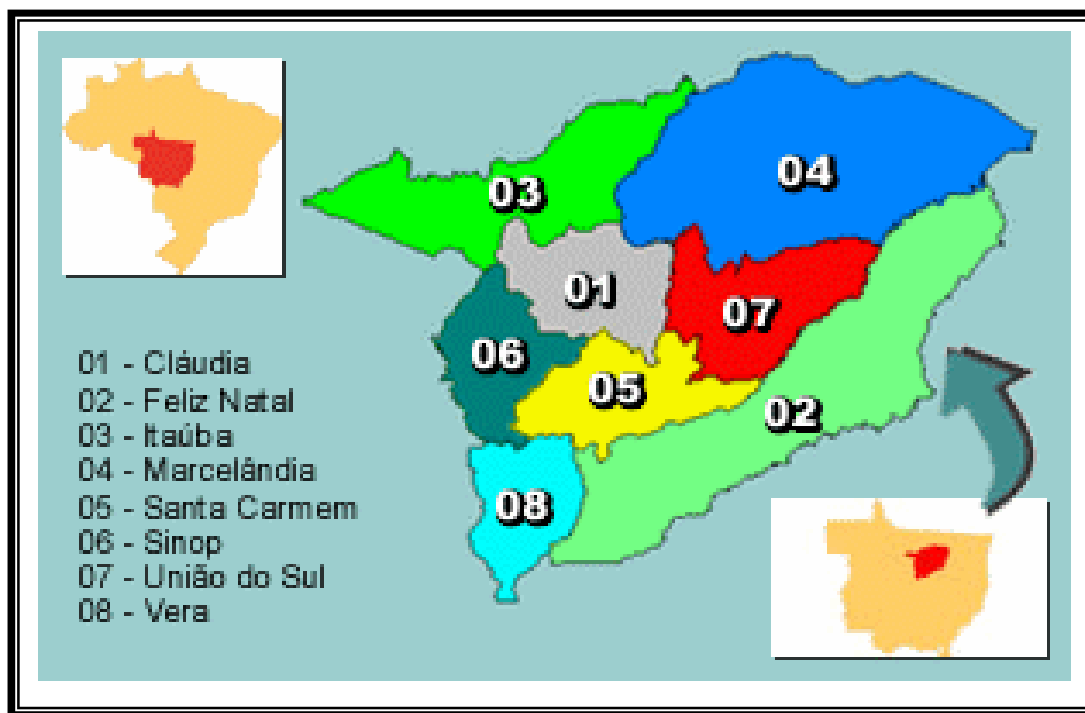 04
03
01
07
06
05
02
08
01 - Cláudia
02 - Feliz Natal
03 - Itaúba
04 - Marcelândia
05 - Santa Carmem
06 - Sinop
07 - União do Sul
08 - Vera